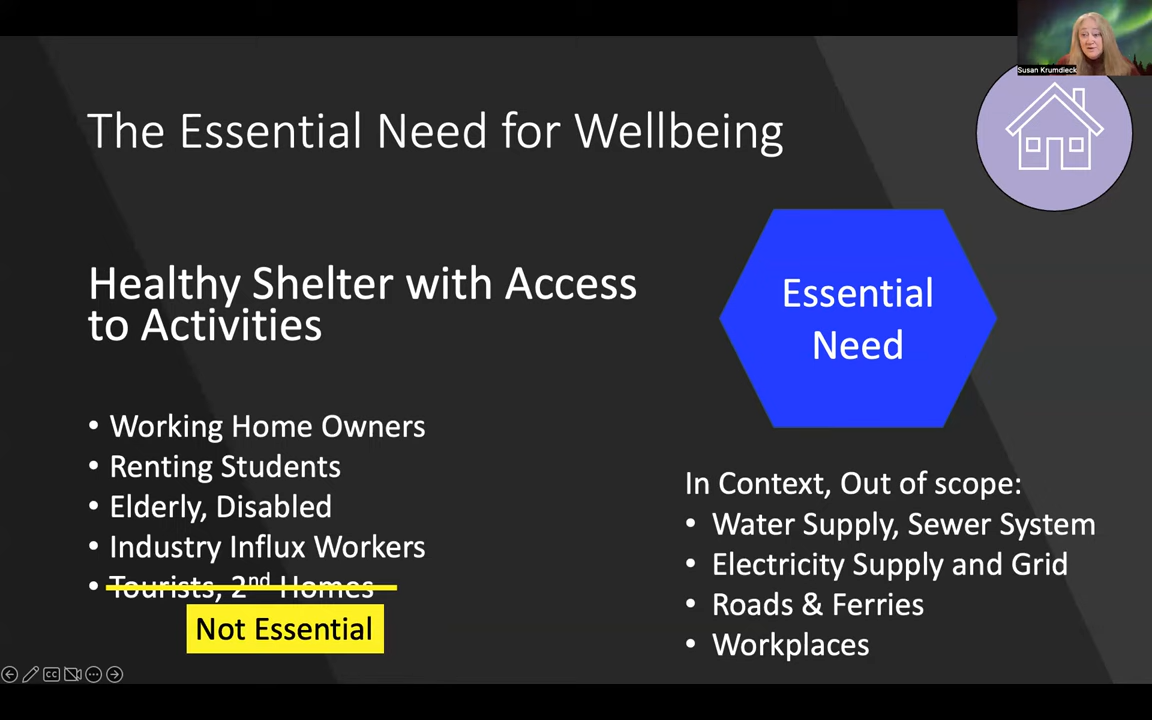 Susan Krumdieck
The Essential Need for Wellbeing
Healthy Shelter with Access
to Activities
• Working Home Owners
• Renting Students
• Elderly, Disabled
• Industry Influx Workers
• Tourists, 2nd Homes
Not Essential
Essential
Need
In Context, Out of scope:
• Water Supply, Sewer System
• Electricity Supply and Grid
• Roads & Ferries
• Workplaces
CC